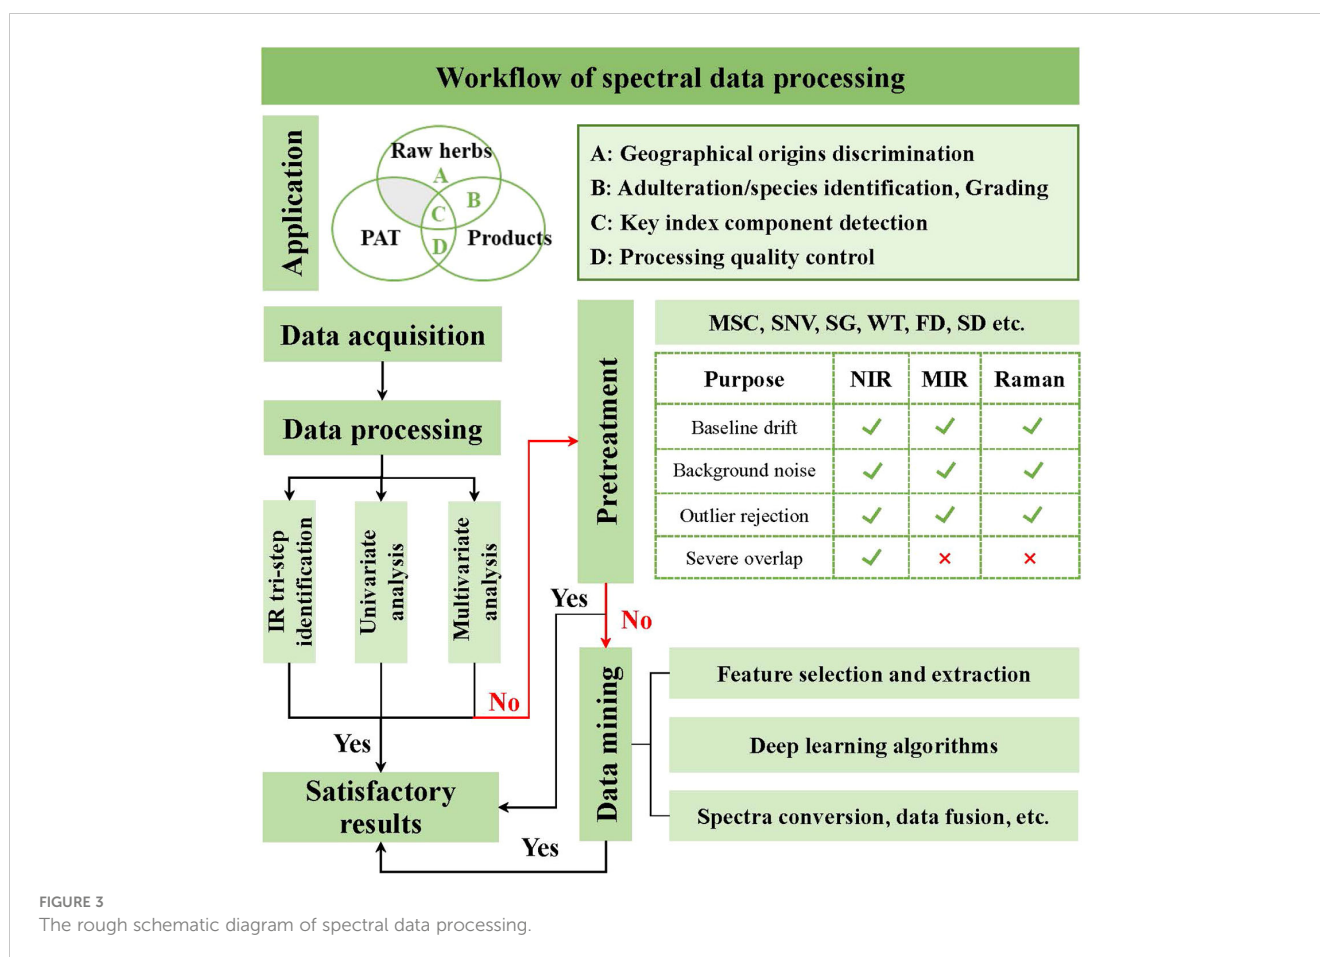 Workflow of spectral data processing
Application
Raw herbs
A
B
C
PAT
Products
D
A: Geographical origins discrimination
B: Adulteration/species identification, Grading
C: Key index component detection
D: Processing quality control
Data acquisition
Data processing
IR tri-step
identification
Univariate
analysis
Multivariate
analysis
No
Yes
Satisfactory
results
Pretreatment
MSC, SNV, SG, WT, FD, SD etc.
Purpose NIR MIR Raman
Baseline drift
Background noise
Outlier rejection
Severe overlap
Yes
No
Data mining
Feature selection and extraction
Deep learning algorithms
Spectra conversion, data fusion, etc.
Yes
FIGURE 3
The rough schematic diagram of spectral data processing.